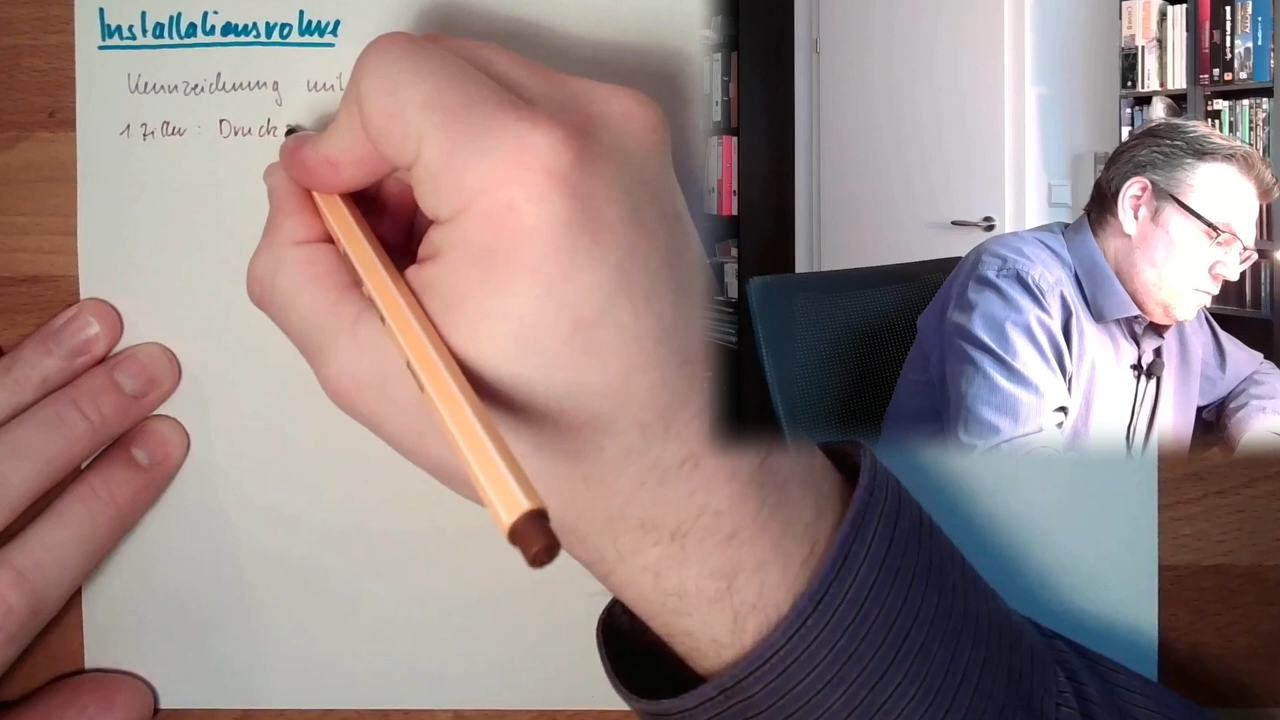 Installationsrohre
Kennzeichnung mit
1. Ziffer: Druck